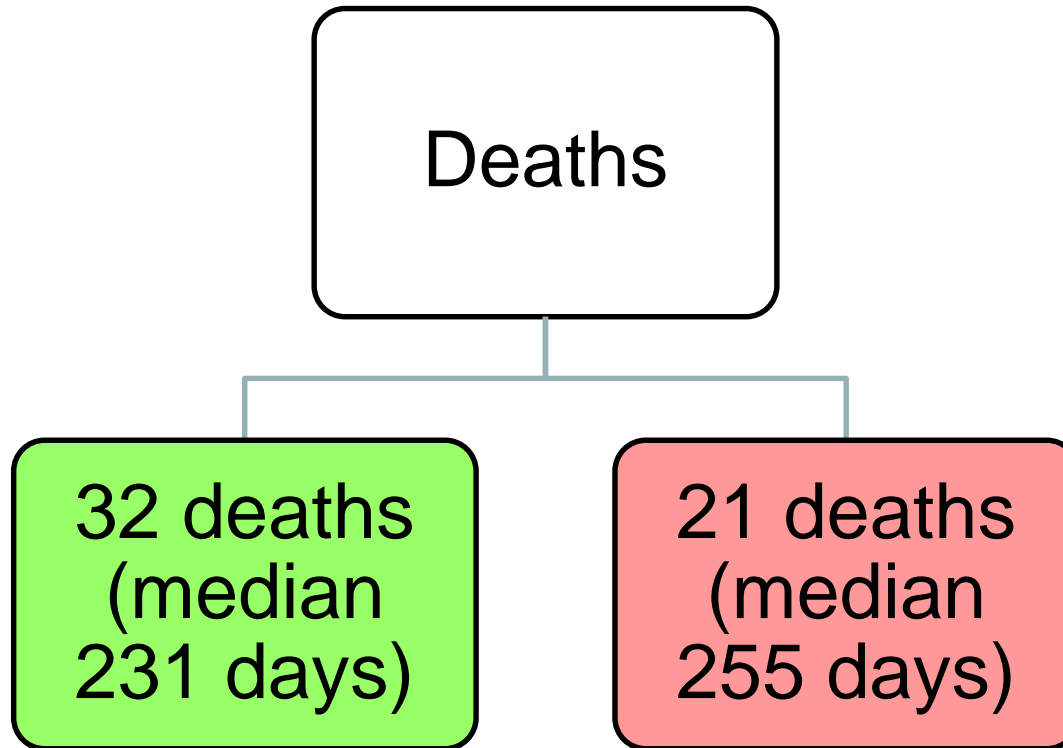 Deaths
32 deaths
(median
231 days)
21 deaths
(median
255 days)